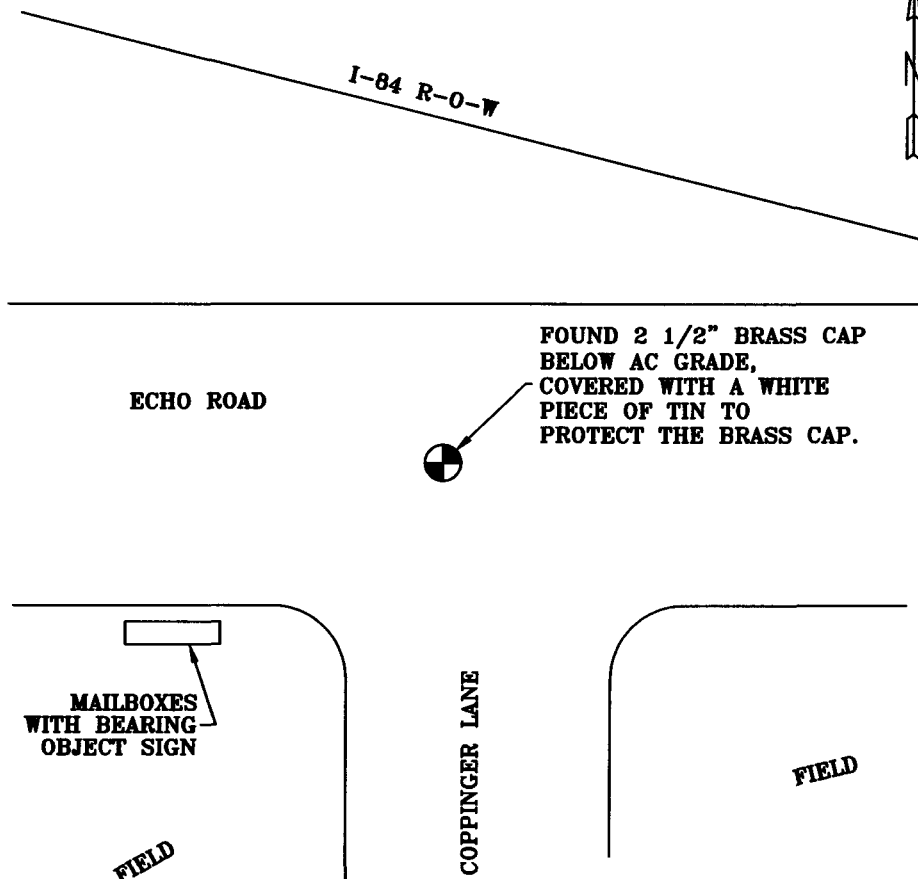 I-84 R-O-W
N
FOUND 2 1/2" BRASS CAP
BELOW AC GRADE,
COVERED WITH A WHITE
PIECE OF TIN TO
PROTECT THE BRASS CAP.
ECHO ROAD
MAILBOXES
WITH BEARING
OBJECT SIGN
COPPINGER LANE
FIELD
FIELD